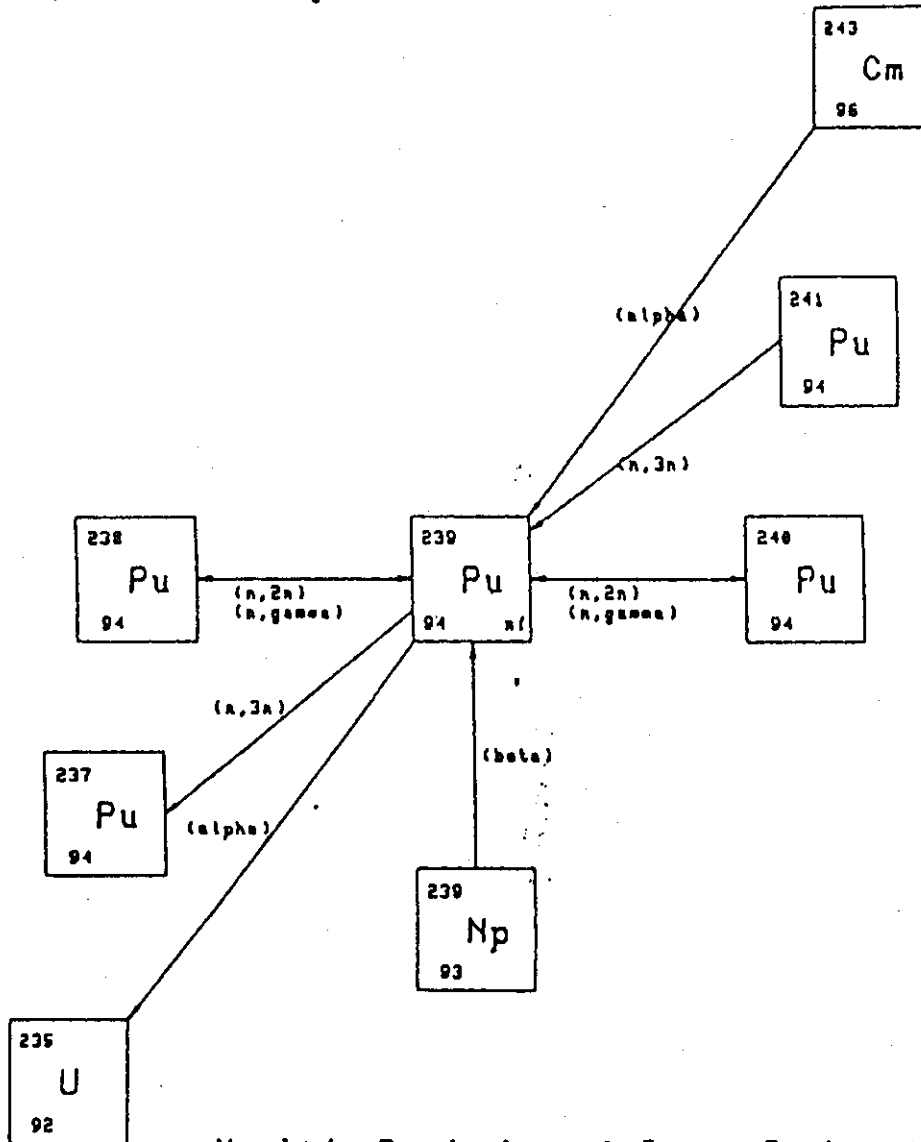 243
Cm
96
(alpha)
241
Pu
94
(n,3n)
238
Pu
94
(n,2n)
(n,gamma)
239
Pu
94
(n,2n)
(n,gamma)
240
Pu
94
(n,3n)
237
Pu
94
(alpha)
(beta)
239
Np
93
235
U
92